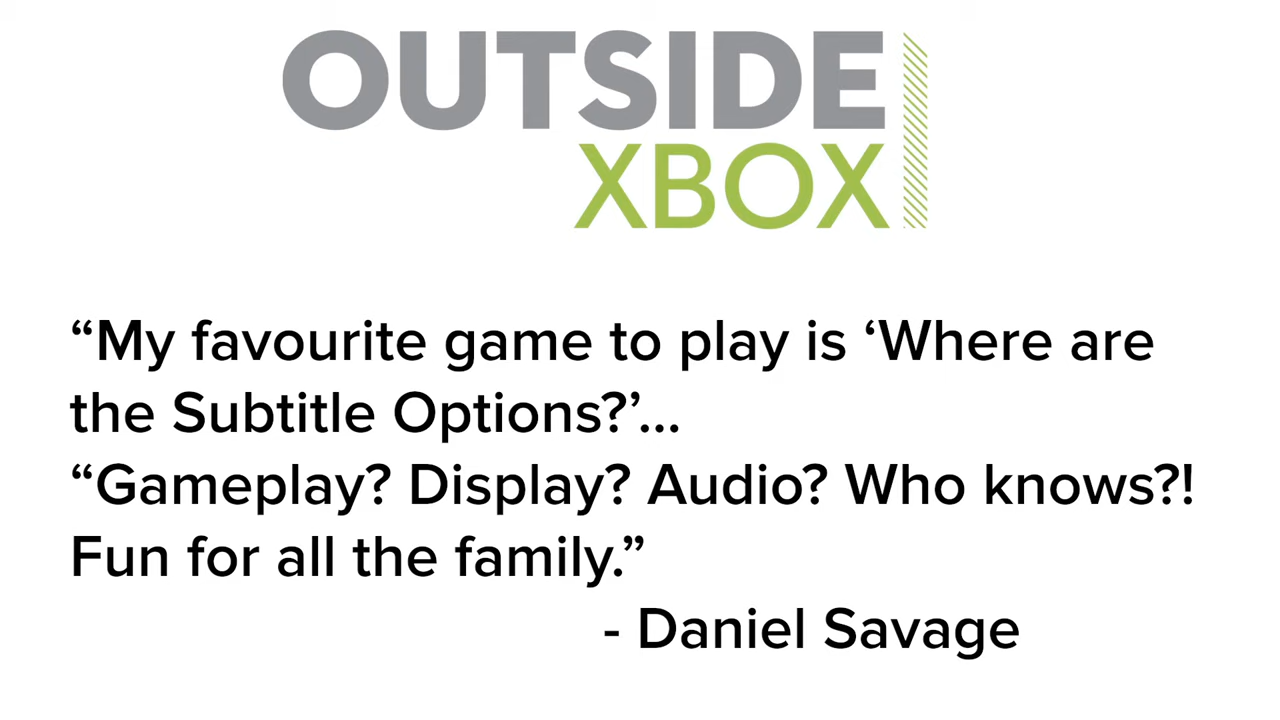 OUTSIDE
XBOX
“My favourite game to play is ‘Where are
the Subtitle Options?’...
“Gameplay? Display? Audio? Who knows?!
Fun for all the family.”
- Daniel Savage